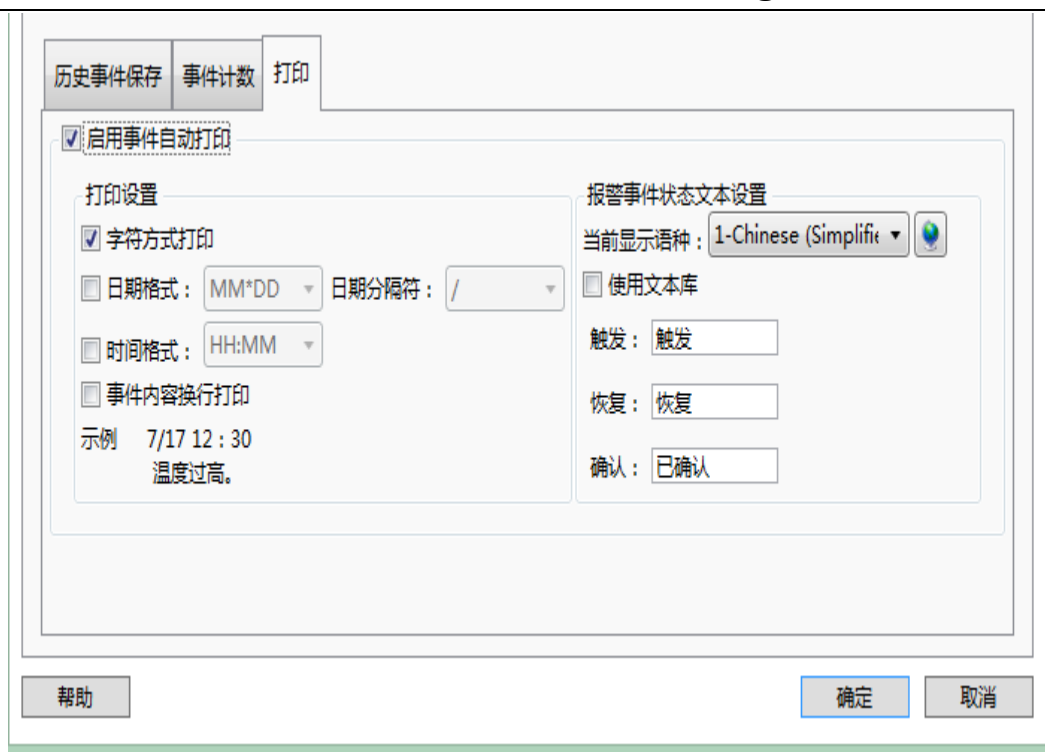 历史事件保存 事件计数 打印
启用事件自动打印
打印设置
字符方式打印
日期格式： MM*DD 日期分隔符： /
时间格式： HH:MM
事件内容换行打印
示例 7/17 12：30
温度过高。
报警事件状态文本设置
当前显示语种： 1-Chinese (Simplifie
使用文本库
触发： 触发
恢复： 恢复
确认： 已确认
帮助 确定 取消